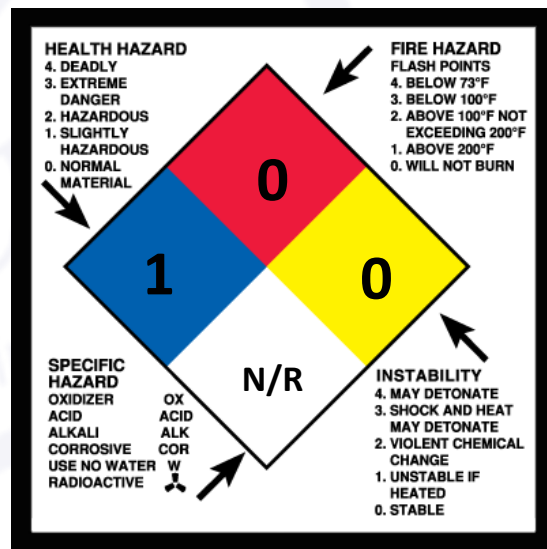 HEALTH HAZARD
4. DEADLY
3. EXTREME
DANGER
2. HAZARDOUS
1. SLIGHTLY
HAZARDOUS
0. NORMAL
MATERIAL
FIRE HAZARD
FLASH POINTS
4. BELOW 73°F
3. BELOW 100°F
2. ABOVE 100°F NOT
EXCEEDING 200°F
1. ABOVE 200°F
0. WILL NOT BURN
0
1
0
N/R
SPECIFIC
HAZARD
OXIDIZER OX
ACID ACID
ALKALI ALK
CORROSIVE COR
USE NO WATER W
RADIOACTIVE
INSTABILITY
4. MAY DETONATE
3. SHOCK AND HEAT
MAY DETONATE
2. VIOLENT CHEMICAL
CHANGE
1. UNSTABLE IF
HEATED
0. STABLE